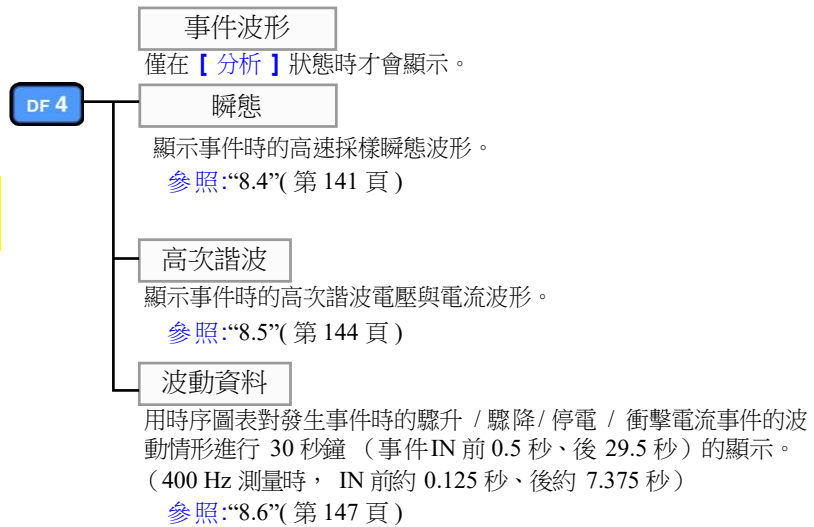 事件波形
僅在【 分析 】狀態時才會顯示。
DF 4
瞬態
顯示事件時的高速採樣瞬態波形。
參照:“8.4”( 第 141 頁 )
高次諧波
顯示事件時的高次諧波電壓與電流波形。
參照:“8.5”( 第 144 頁 )
波動資料
用時序圖表對發生事件時的驟升 / 驟降/ 停電 / 衝擊電流事件的波
動情形進行 30 秒鐘 （事件IN 前 0.5 秒、後 29.5 秒）的顯示。
（400 Hz 測量時， IN 前約 0.125 秒、後約 7.375 秒）
參照:“8.6”( 第 147 頁 )